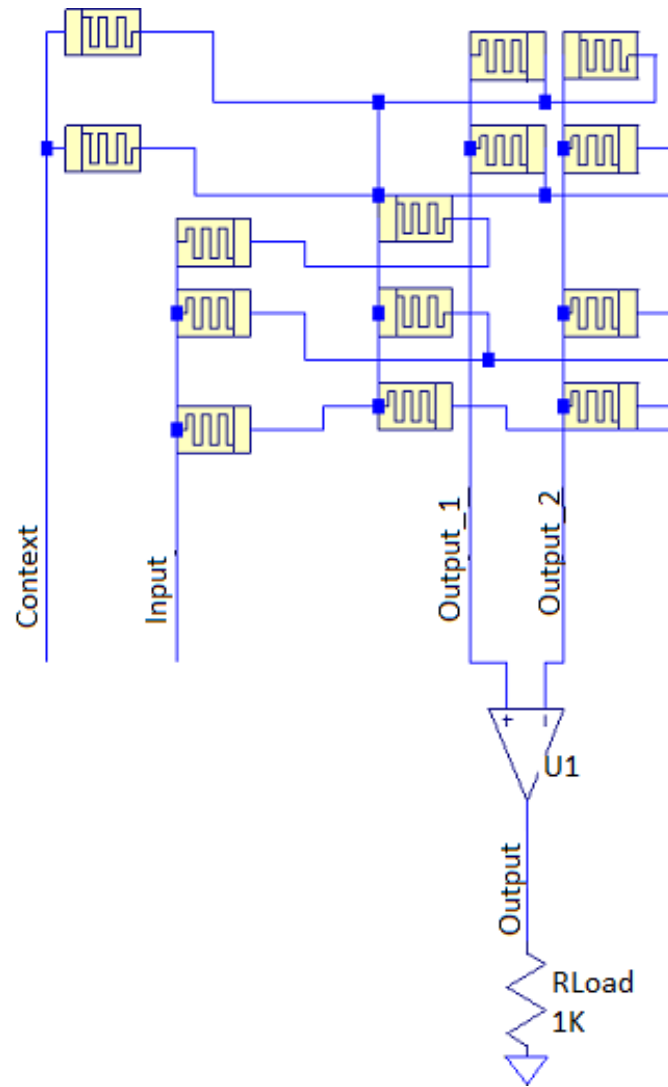 Context
Input
Output_1
Output_2
+ -
U1
Output
RLoad
1K